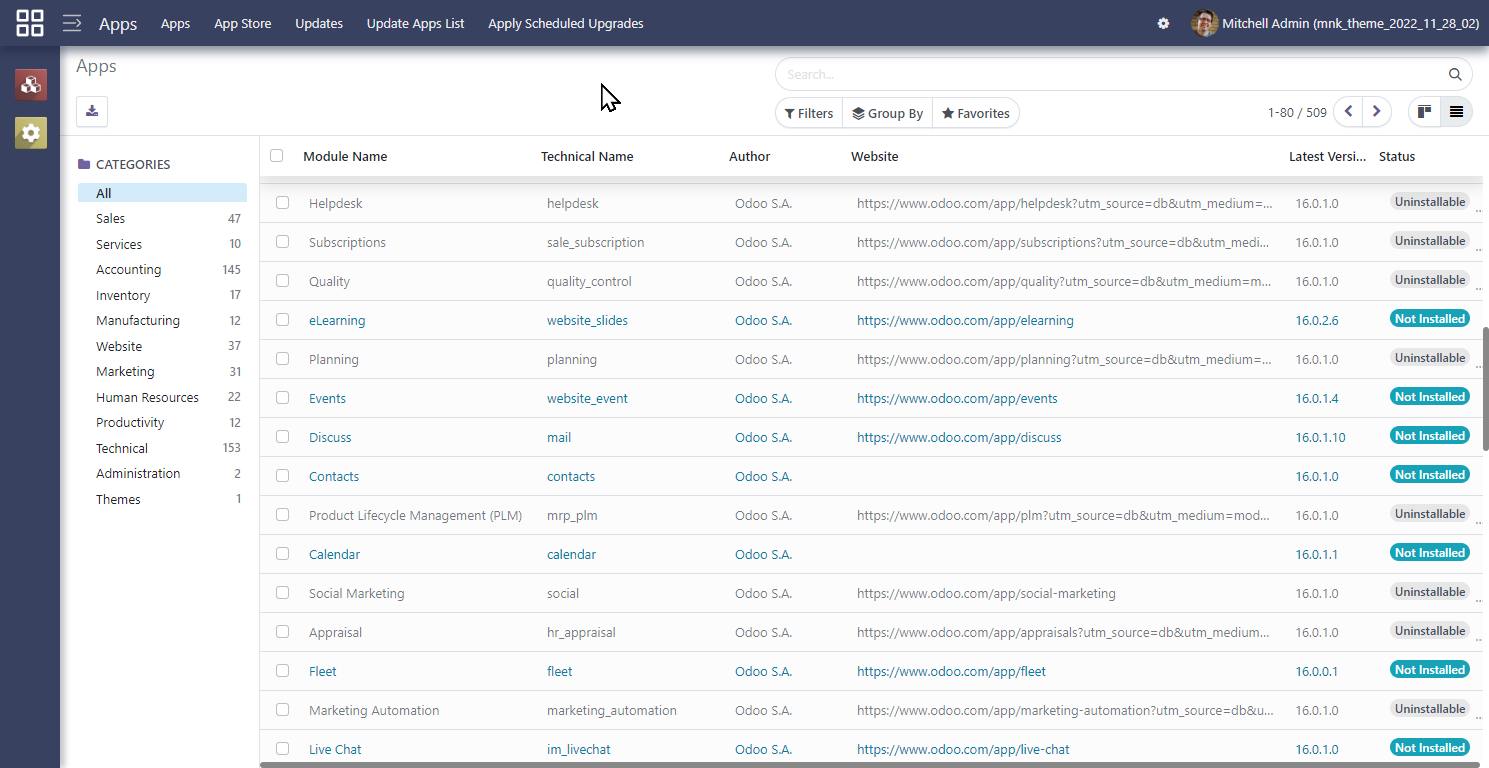 Apps Apps App Store Updates Update Apps List Apply Scheduled Upgrades Mitchell Admin (mnk_theme_2022_11_28_02)
Apps
Search...
Filters Group By Favorites 1-80 / 509
CATEGORIES
All
Sales 47
Services 10
Accounting 145
Inventory 17
Manufacturing 12
Website 37
Marketing 31
Human Resources 22
Productivity 12
Technical 153
Administration 2
Themes 1
Module Name Technical Name Author Website Latest Versi... Status
Helpdesk helpdesk Odoo S.A. https://www.odoo.com/app/helpdesk?utm_source=db&utm_medium=... 16.0.1.0 Uninstallable ...
Subscriptions sale_subscription Odoo S.A. https://www.odoo.com/app/subscriptions?utm_source=db&utm_medi... 16.0.1.0 Uninstallable ...
Quality quality_control Odoo S.A. https://www.odoo.com/app/quality?utm_source=db&utm_medium=m... 16.0.1.0 Uninstallable ...
eLearning website_slides Odoo S.A. https://www.odoo.com/app/elearning 16.0.2.6 Not Installed
Planning planning Odoo S.A. https://www.odoo.com/app/planning?utm_source=db&utm_medium=... 16.0.1.0 Uninstallable ...
Events website_event Odoo S.A. https://www.odoo.com/app/events 16.0.1.4 Not Installed
Discuss mail Odoo S.A. https://www.odoo.com/app/discuss 16.0.1.10 Not Installed
Contacts contacts Odoo S.A. 16.0.1.0 Not Installed
Product Lifecycle Management (PLM) mrp_plm Odoo S.A. https://www.odoo.com/app/plm?utm_source=db&utm_medium=mod... 16.0.1.0 Uninstallable ...
Calendar calendar Odoo S.A. 16.0.1.1 Not Installed
Social Marketing social Odoo S.A. https://www.odoo.com/app/social-marketing 16.0.1.0 Uninstallable ...
Appraisal hr_appraisal Odoo S.A. https://www.odoo.com/app/appraisals?utm_source=db&utm_medium... 16.0.1.0 Uninstallable ...
Fleet fleet Odoo S.A. https://www.odoo.com/app/fleet 16.0.0.1 Not Installed
Marketing Automation marketing_automation Odoo S.A. https://www.odoo.com/app/marketing-automation?utm_source=db&u... 16.0.1.0 Uninstallable ...
Live Chat im_livechat Odoo S.A. https://www.odoo.com/app/live-chat 16.0.1.0 Not Installed